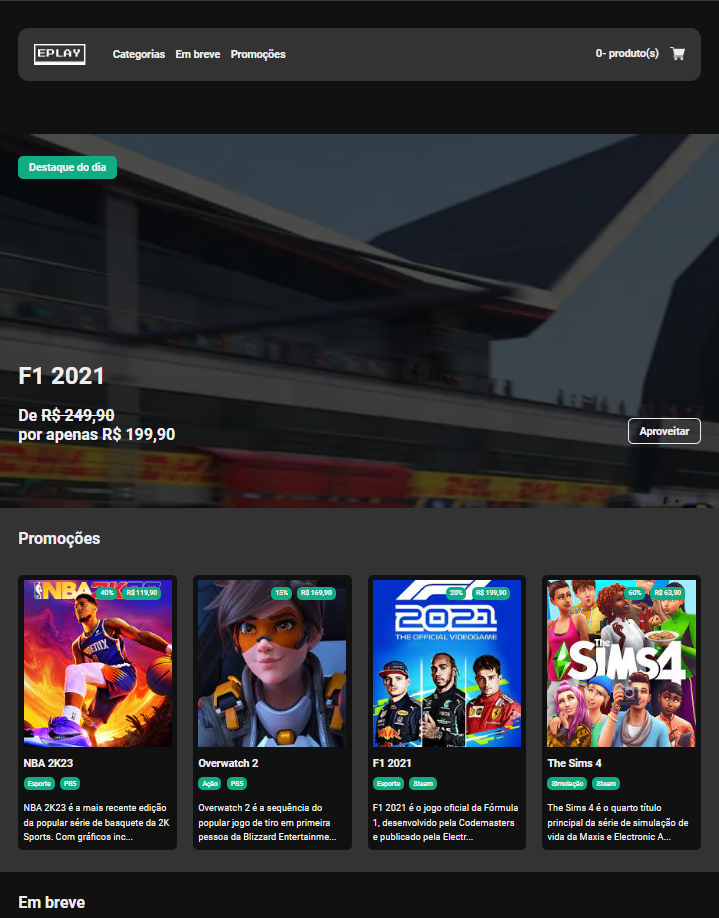 EPLAY
Categorias Em breve Promoções
0- produto(s)
Destaque do dia
F1 2021
De R$ 249,90
por apenas R$ 199,90
Aproveitar
DHL DHL DHL
Promoções
NBA 2K23
40% R$ 119,90
NBA 2K23
Esporte PS5
NBA 2K23 é a mais recente edição
da popular série de basquete da 2K
Sports. Com gráficos inc...
15% R$ 169,90
Overwatch 2
Ação PS5
Overwatch 2 é a sequência do
popular jogo de tiro em primeira
pessoa da Blizzard Entertainme...
20% R$ 199,90
2021
THE OFFICIAL VIDEOGAME
F1 2021
Esporte Steam
F1 2021 é o jogo oficial da Fórmula
1, desenvolvido pela Codemasters
e publicado pela Electr...
60% R$ 63,90
The
SIMS 4
The Sims 4
Simulação Steam
The Sims 4 é o quarto título
principal da série de simulação de
vida da Maxis e Electronic A...
Em breve